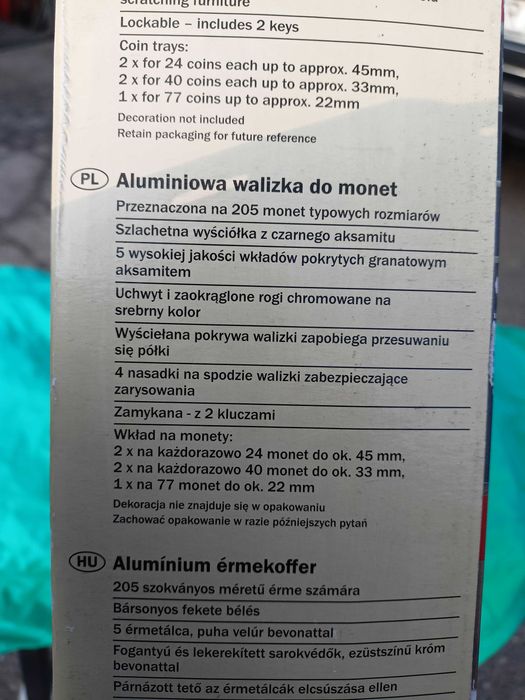 scratching furniture
Lockable – includes 2 keys
Coin trays:
2 x for 24 coins each up to approx. 45mm,
2 x for 40 coins each up to approx. 33mm,
1 x for 77 coins up to approx. 22mm
Decoration not included
Retain packaging for future reference
PL Aluminiowa walizka do monet
Przeznaczona na 205 monet typowych rozmiarów
Szlachetna wyściółka z czarnego aksamitu
5 wysokiej jakości wkładów pokrytych granatowym
aksamitem
Uchwyt i zaokrąglone rogi chromowane na
srebrny kolor
Wyściełana pokrywa walizki zapobiega przesuwaniu
się półki
4 nasadki na spodzie walizki zabezpieczające
zarysowania
Zamykana - z 2 kluczami
Wkład na monety:
2 x na każdorazowo 24 monet do ok. 45 mm,
2 x na każdorazowo 40 monet do ok. 33 mm,
1 x na 77 monet do ok. 22 mm
Dekoracja nie znajduje się w opakowaniu
Zachować opakowanie w razie późniejszych pytań
HU Alumínium érmekoffer
205 szokványos méretű érme számára
Bársonyos fekete bélés
5 érmetálca, puha velúr bevonattal
Fogantyú és lekerekített sarokvédők, ezüstszínű króm
bevonattal
Párnázott tető az érmetálcák elcsúszása ellen